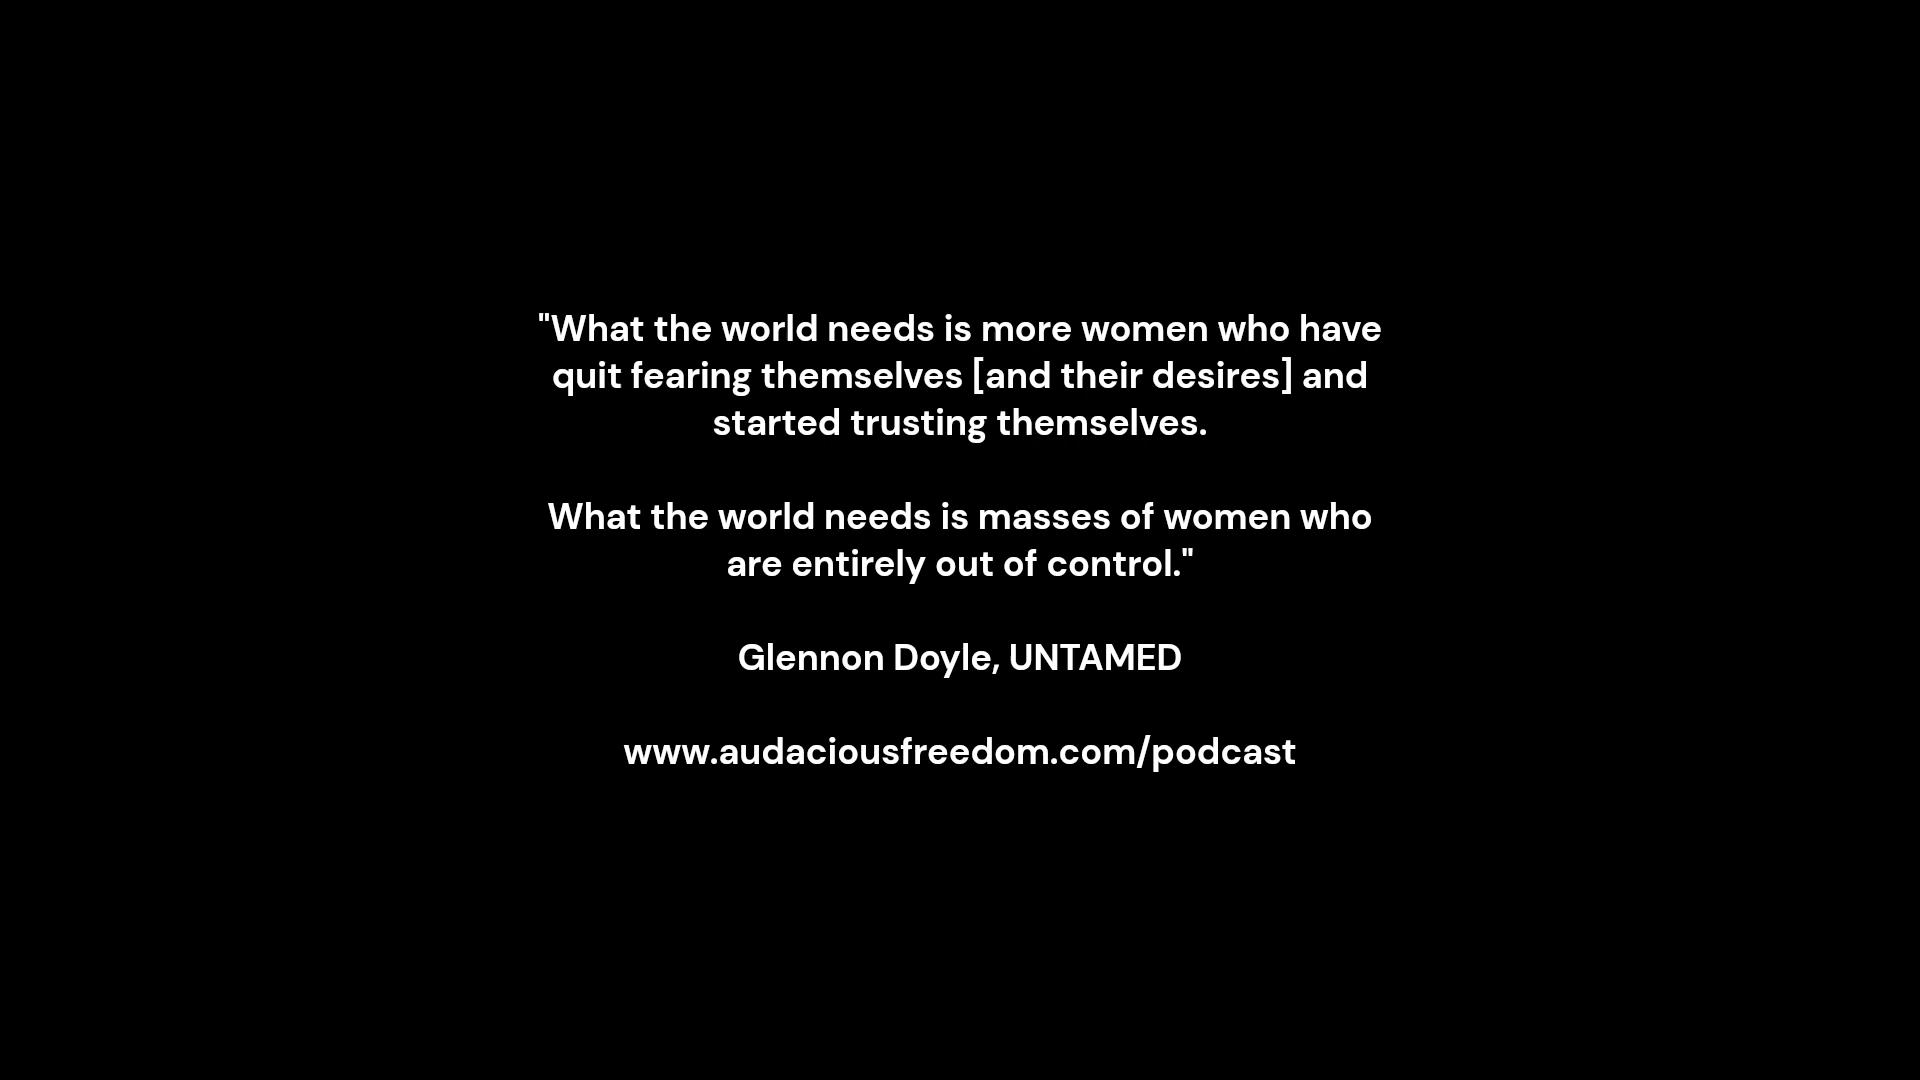 "What the world needs is more women who have
quit fearing themselves [and their desires] and
started trusting themselves.
What the world needs is masses of women who
are entirely out of control."
Glennon Doyle, UNTAMED
www.audaciousfreedom.com/podcast